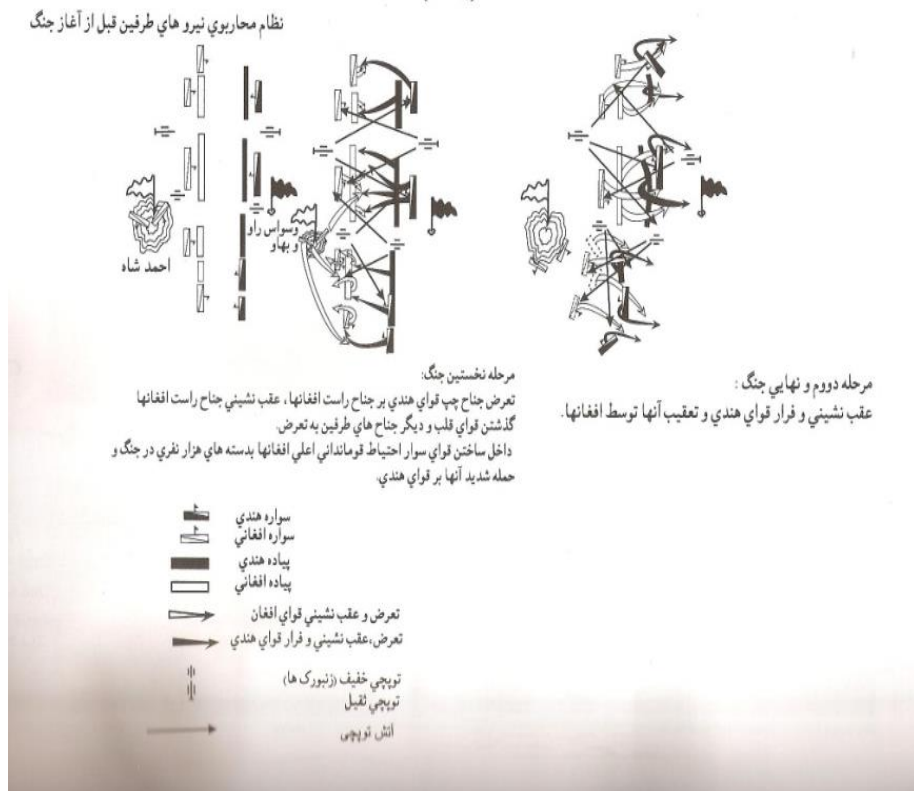 نظام محاربوي نيرو هاي طرفين قبل از آغاز جنگ
وسواس راو
و بهاو
احمد شاه
مرحله نخستين جنگ:
تعرض جناح چپ قواي هندي بر جناح راست افغانها، عقب نشيني جناح راست افغانها
گذشتن قواي قلب و ديگر جناح هاي طرفين به تعرض.
داخل ساختن قواي سوار احتياط قومانداني اعلي افغانها بدسته هاي هزار نفري در جنگ و
حمله شديد آنها بر قواي هندي.
مرحله دووم و نهايي جنگ :
عقب نشيني و فرار قواي هندي و تعقيب آنها توسط افغانها.
سواره هندي
سواره افغاني
پياده هندي
پياده افغاني
تعرض و عقب نشيني قواي افغان
تعرض،عقب نشيني و فرار قواي هندي
توپچي خفيف (زنبورک ها)
توپچي ثقيل
آتش توپچی